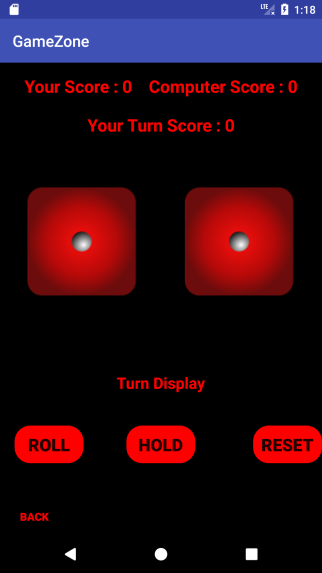 LTE 1:18
GameZone
Your Score : 0 Computer Score : 0
Your Turn Score : 0
Turn Display
ROLL HOLD RESET
BACK